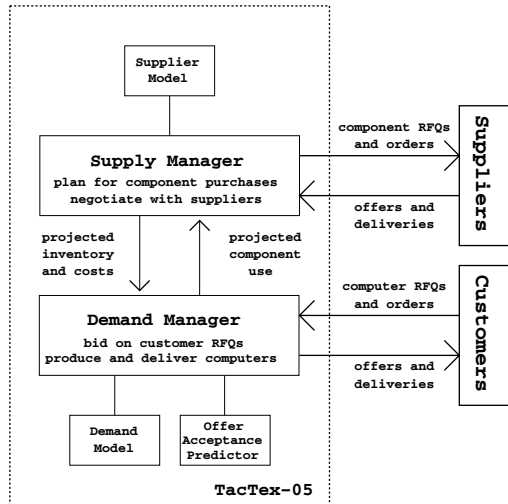 Supplier
Model
Supply Manager
plan for component purchases
negotiate with suppliers
component RFQs
and orders
offers and
deliveries
Suppliers
projected
inventory
and costs
projected
component
use
Demand Manager
bid on customer RFQs
produce and deliver computers
computer RFQs
and orders
offers and
deliveries
Customers
Demand
Model
Offer
Acceptance
Predictor
TacTex-05